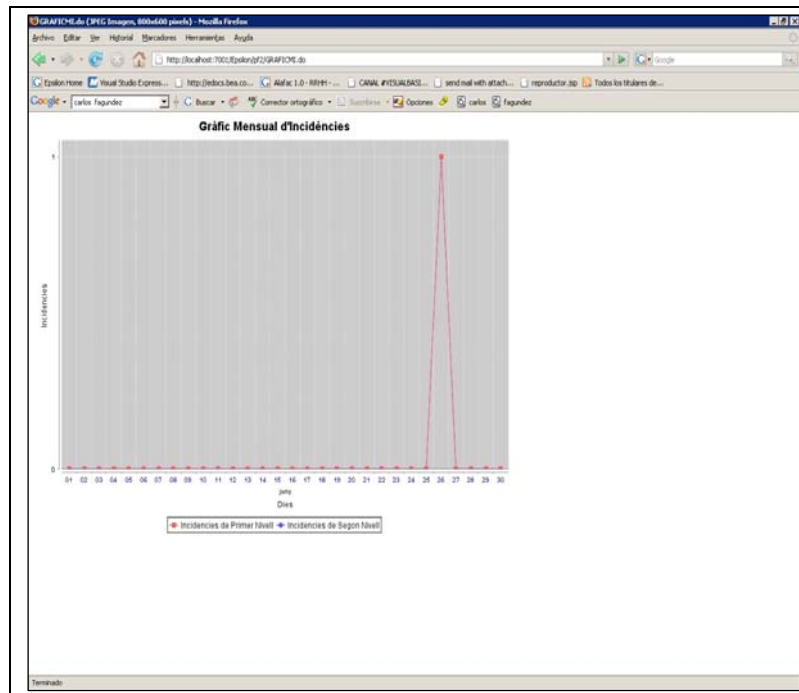 GRAFICMI.do (JPEG Imagen, 800x600 pixels) - Mozilla Firefox
Archivo Editar Ver Historial Marcadores Herramientas Ayuda
http://localhost:7001/Epsilon/pf2/GRAFICMI.do
Google
Epsilon Home Visual Studio Express... http://edocs.bea.co... Alafac 1.0 - RRHH - ... CANAL #VISUALBASI... send mail with attach... reproductor.jsp Todos los titulares de...
Google carlos fagundez Buscar Corrector ortográfico Suscribirse Opciones carlos fagundez
Gràfic Mensual d'Incidéncies
1
Incidencies
0
01 02 03 04 05 06 07 08 09 10 11 12 13 14 15 16 17 18 19 20 21 22 23 24 25 26 27 28 29 30
juny
Dies
Incidencies de Primer Nivell Incidencies de Segon Nivell
Terminado